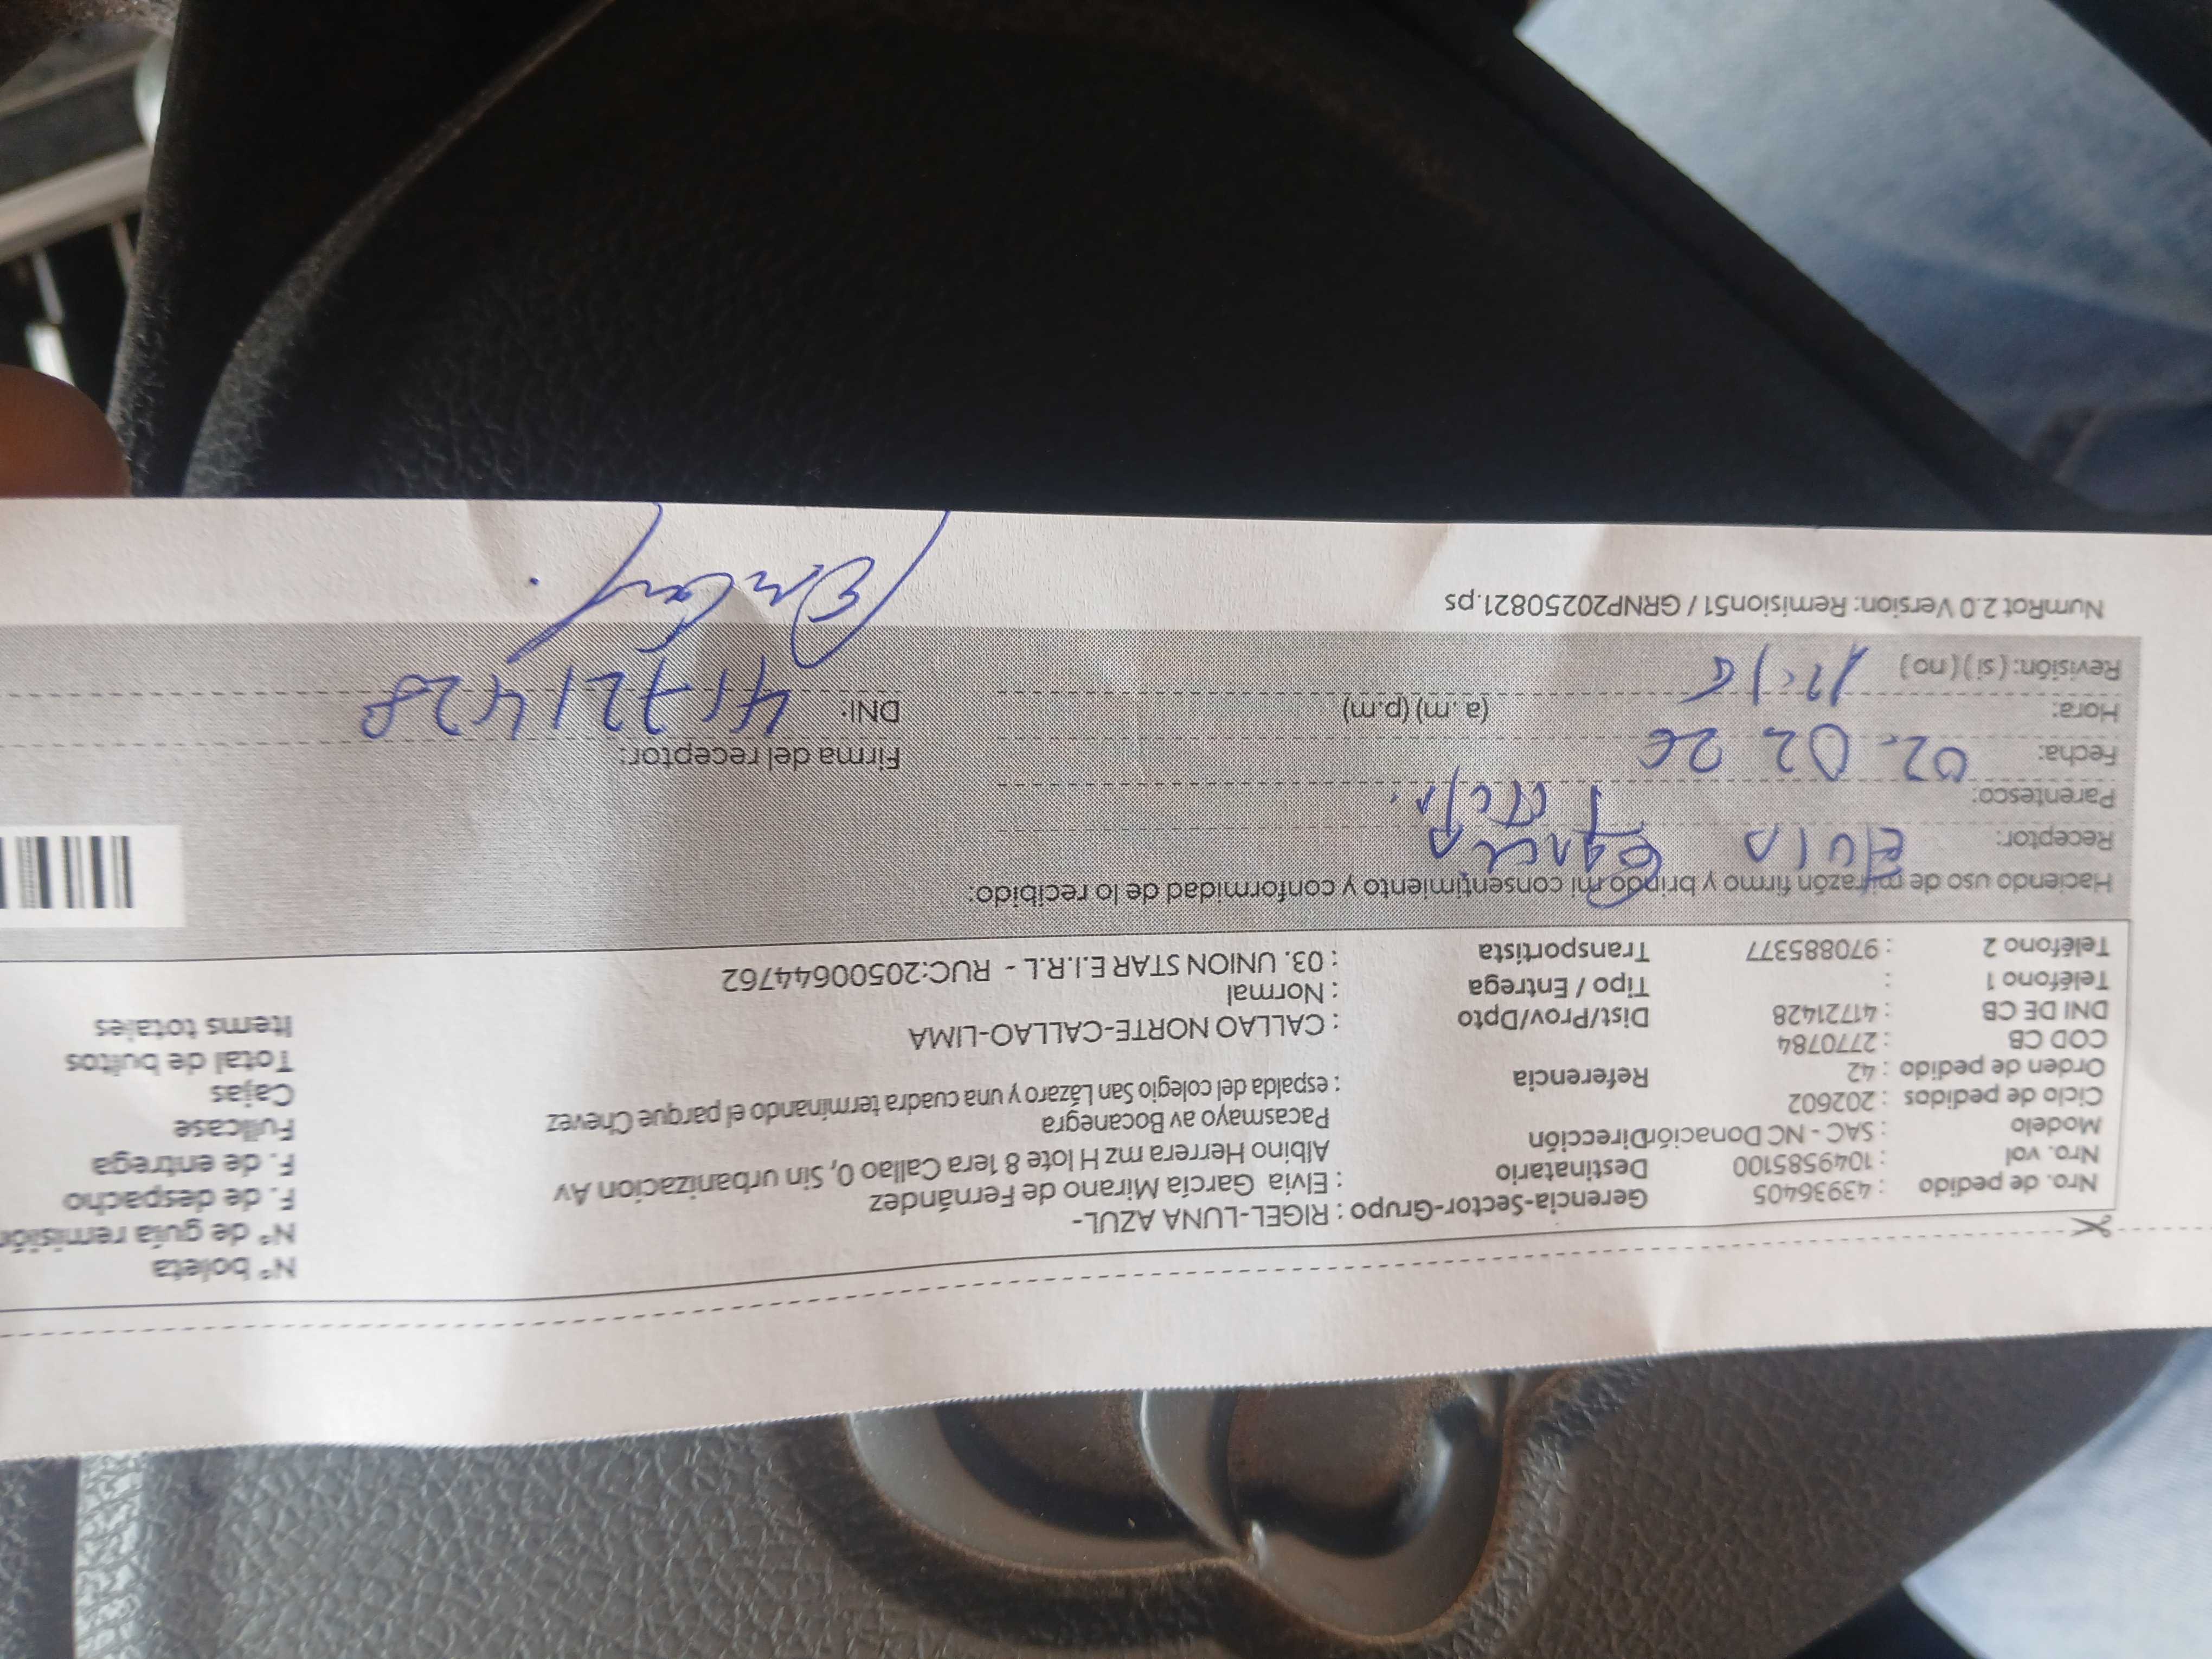 Nro. de pedido : 43936405
Nro. vol : 1049585100
Modelo : SAC - NC Donación
Ciclo de pedidos : 202602
Orden de pedido : 42
COD CB : 2770784
DNI DE CB : 41721428
Teléfono 1 :
Teléfono 2 : 970885377
Gerencia-Sector-Grupo : RIGEL-LUNA AZUL-
Destinatario : Elvia García Mirano de Fernández
Dirección Albino Herrera mz H lote 8 1era Callao 0, Sin urbanizacion Av
Pacasmayo av Bocanegra
Referencia : espalda del colegio San Lázaro y una cuadra terminando el parque Chevez
Dist/Prov/Dpto : CALLAO NORTE-CALLAO-LIMA
Tipo / Entrega : Normal
Transportista : 03. UNION STAR E.I.R.L - RUC:20500644762
N° boleta
N° de guía remisión
F. de despacho
F. de entrega
Fullcase
Cajas
Total de bultos
Items totales
Haciendo uso de mi razón firmo y brindo mi consentimiento y conformidad de lo recibido:
Receptor: Elvia García
Parentesco:
Fecha: 02. 02 26
Hora: (a. m) (p.m)
Revisión: ( si ) ( no )
Firma del receptor:
DNI: 41721428
NumRot 2.0 Version: Remision51 / GRNP20250821.ps